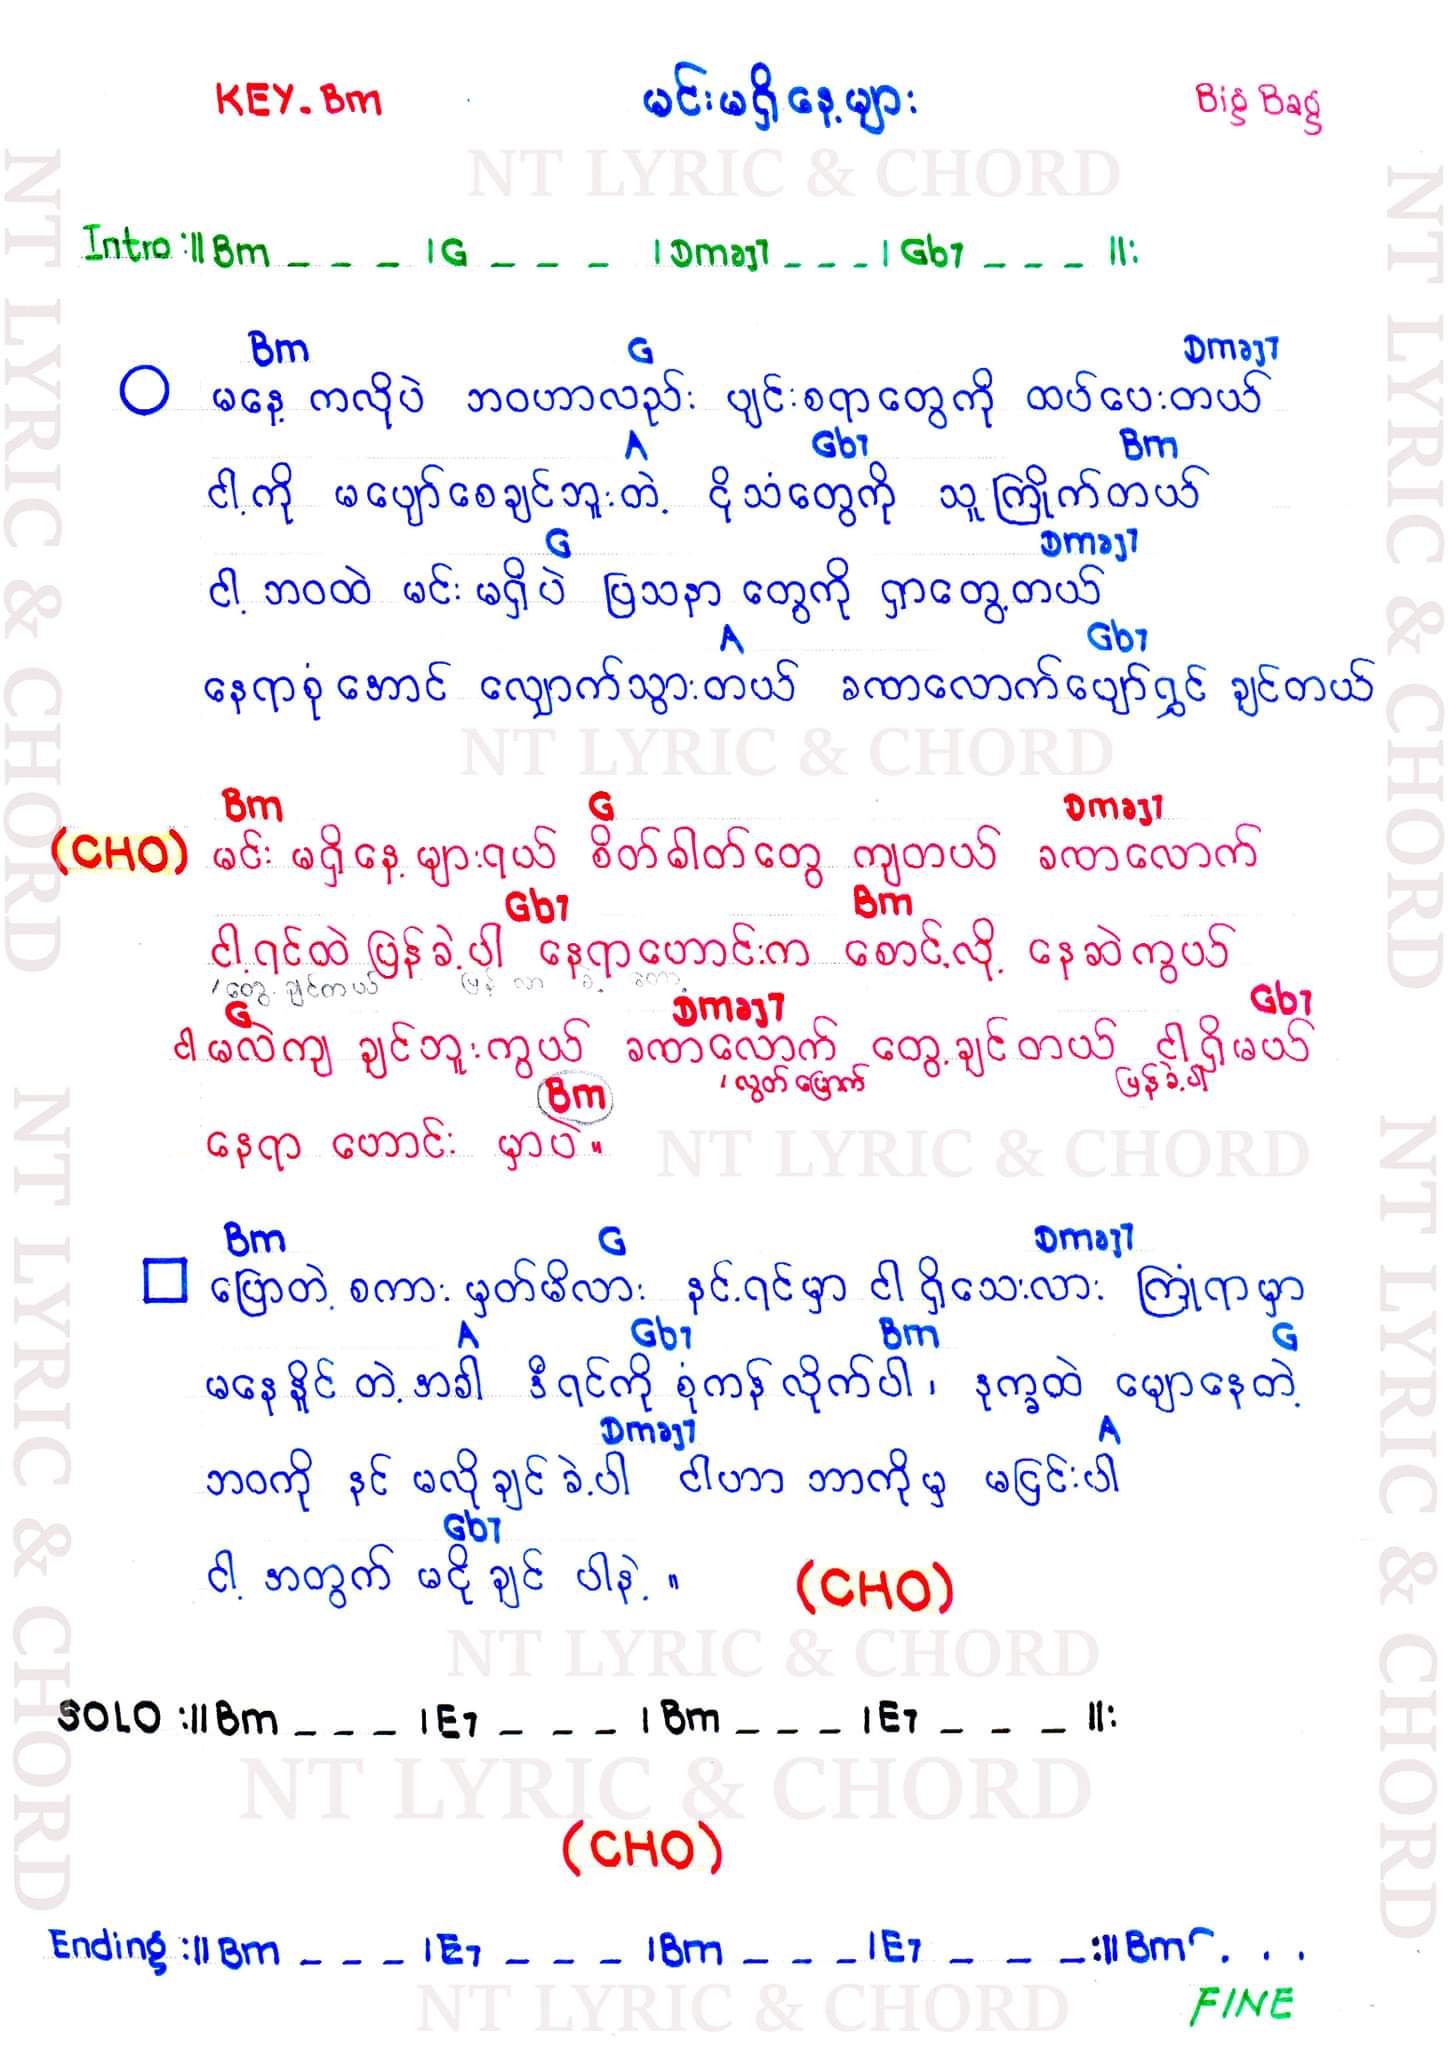 KEY. Bm မင်းမရှိနေ့များ Big Bag
NT LYRIC & CHORD
Intro :|| Bm _ _ _ | G _ _ _ | Dmaj7 _ _ _ | Gb7 _ _ _ ||:
Bm G Dmaj7
မနေ့ ကလိုပဲ ဘဝဟာလည်း ပျင်းစရာတွေကို ထပ်ပေးတယ်
A Gb7 Bm
ငါ့ကို မပျော်စေချင်ဘူးတဲ့ ငိုသံတွေကို သူကြိုက်တယ်
G Dmaj7
ငါ့ ဘဝထဲ မင်းမရှိပဲ ပြသနာ တွေကို ရှာတွေ့တယ်
A Gb7
နေရာစုံအောင် လျှောက်သွားတယ် ခဏလောက်ပျော်ရွှင် ချင်တယ်
NT LYRIC & CHORD
Bm G Dmaj7
(CHO) မင်း မရှိနေ့များရယ် စိတ်ဓါတ်တွေ ကျတယ် ခဏလောက်
Gb7 Bm
ငါ့ရင်ထဲ ပြန်ခဲ့ပါ နေရာဟောင်းက စောင့်လို့ နေဆဲကွယ်
တွေ့ ချင်တယ်
G Dmaj7 Gb7
ငါ မလဲကျ ချင်ဘူးကွယ် ခဏလောက် တွေ့ချင်တယ် ငါရှိမယ်
လွတ်မြောက် ပြန်ခဲ့ပါ
Bm
နေရာ ဟောင်း မှာပဲ ။
NT LYRIC & CHORD
Bm G Dmaj7
ပြောတဲ့ စကား မှတ်မိလား နင့်ရင်မှာ ငါ ရှိသေးလား ကြုံရာမှာ
A Gb7 Bm G
မနေနိူင် တဲ့အခါ ဒီရင်ကို စုံကန်လိုက်ပါ ၊ ဒုက္ခထဲ မျောနေတဲ့
Dmaj7 A
ဘဝကို နင် မလိုချင်ခဲ့ပါ ငါဟာ ဘာကိုမှ မငြင်းပါ
Gb7
ငါ့ အတွက် မငိုချင် ပါနဲ့ ။ (CHO)
NT LYRIC & CHORD
SOLO :|| Bm _ _ _ | E7 _ _ _ | Bm _ _ _ | E7 _ _ _ ||:
NT LYRIC & CHORD
(CHO)
Ending :|| Bm _ _ _ | E7 _ _ _ | Bm _ _ _ | E7 _ _ _ :|| Bm . . .
NT LYRIC & CHORD
FINE
NT LYRIC & CHORD
NT LYRIC & CHORD
NT LYRIC & CHORD
NT LYRIC & CHORD